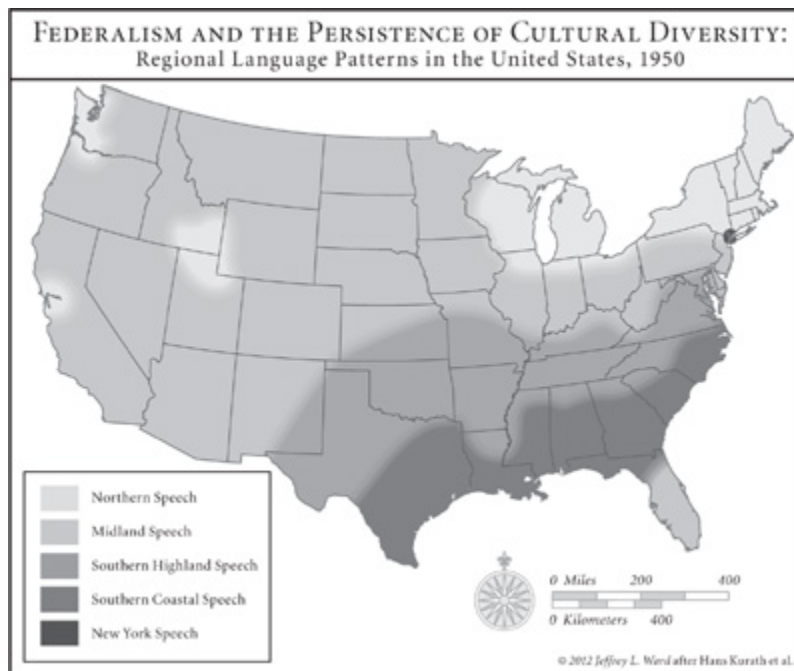 FEDERALISM AND THE PERSISTENCE OF CULTURAL DIVERSITY:
Regional Language Patterns in the United States, 1950
Northern Speech
Midland Speech
Southern Highland Speech
Southern Coastal Speech
New York Speech
0 Miles 200 400
0 Kilometers 400
© 2012 Jeffrey L. Ward after Hans Kurath et al.